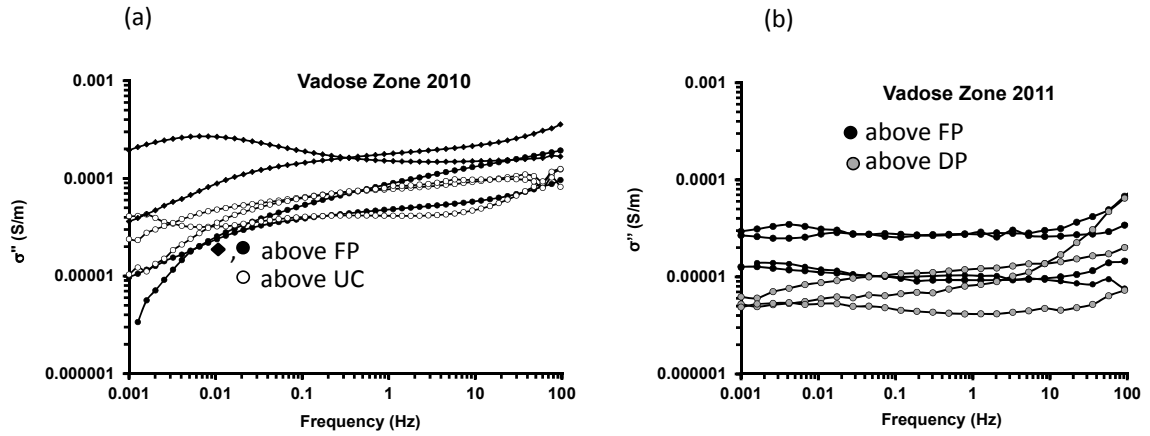 (a)
Vadose Zone 2010
0.001
0.0001
0.00001
0.000001
σ" (S/m)
◆,● above FP
○ above UC
0.001 0.01 0.1 1 10 100
Frequency (Hz)
(b)
Vadose Zone 2011
0.001
0.0001
0.00001
0.000001
σ" (S/m)
above FP
above DP
0.001 0.01 0.1 1 10 100
Frequency (Hz)